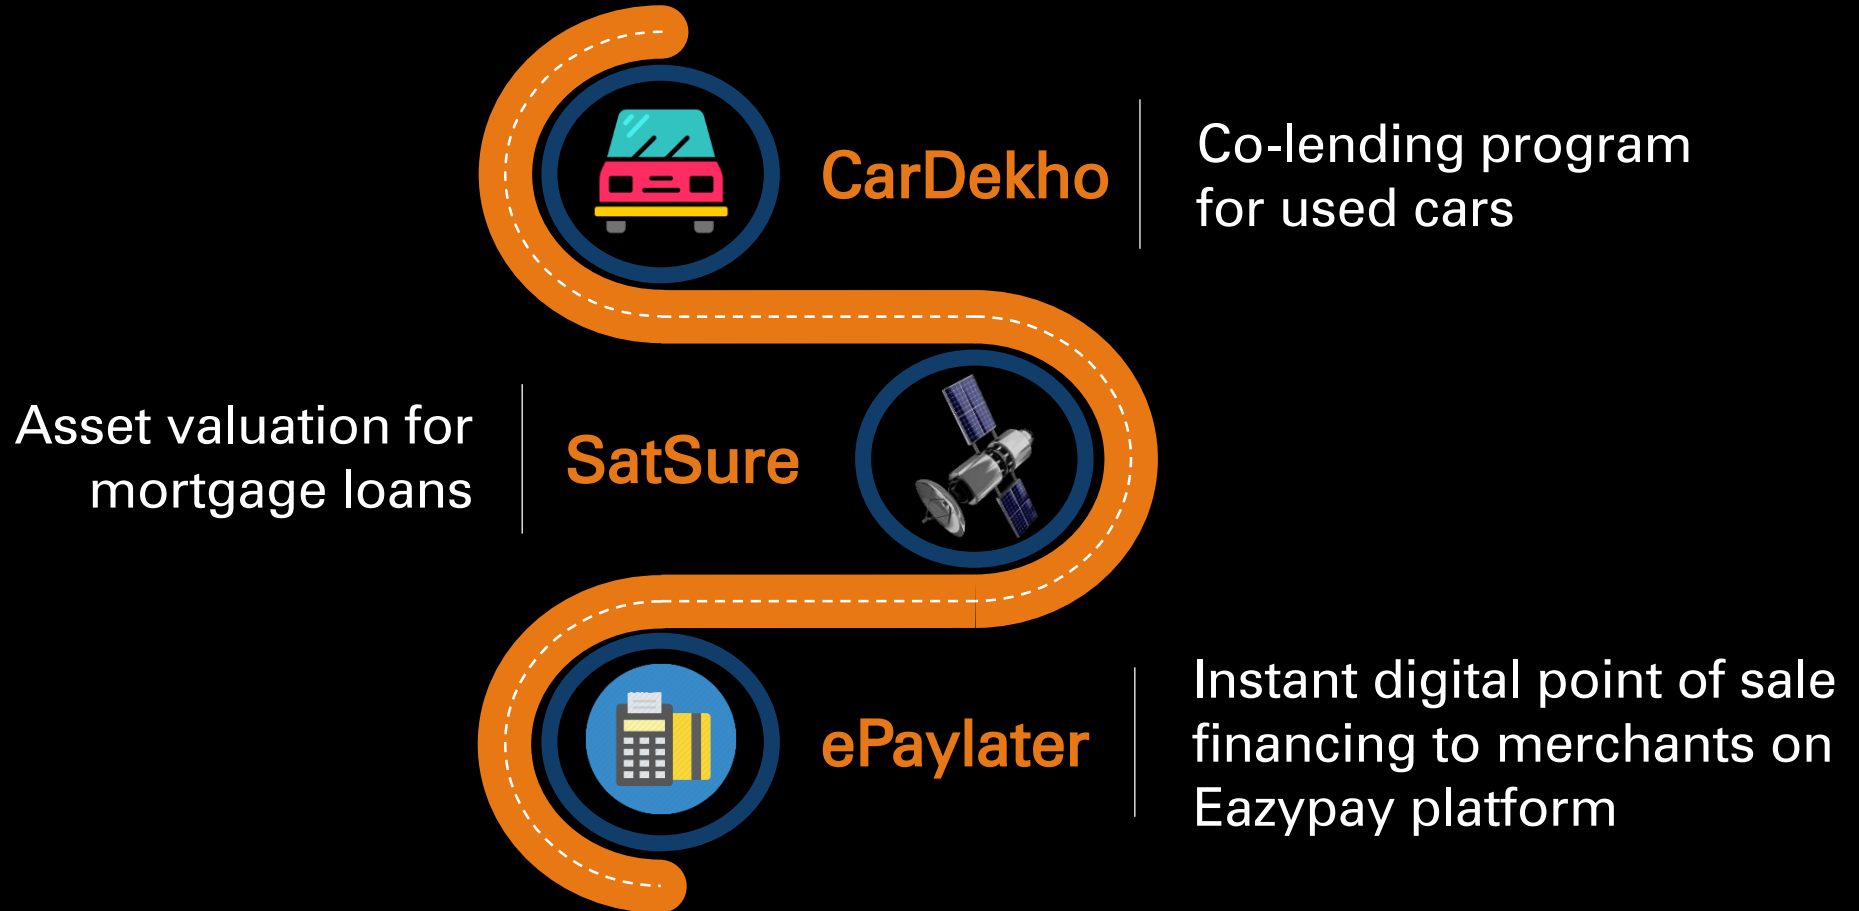 CarDekho
Co-lending program
for used cars
Asset valuation for
mortgage loans
SatSure
ePaylater
Instant digital point of sale
financing to merchants on
Eazypay platform